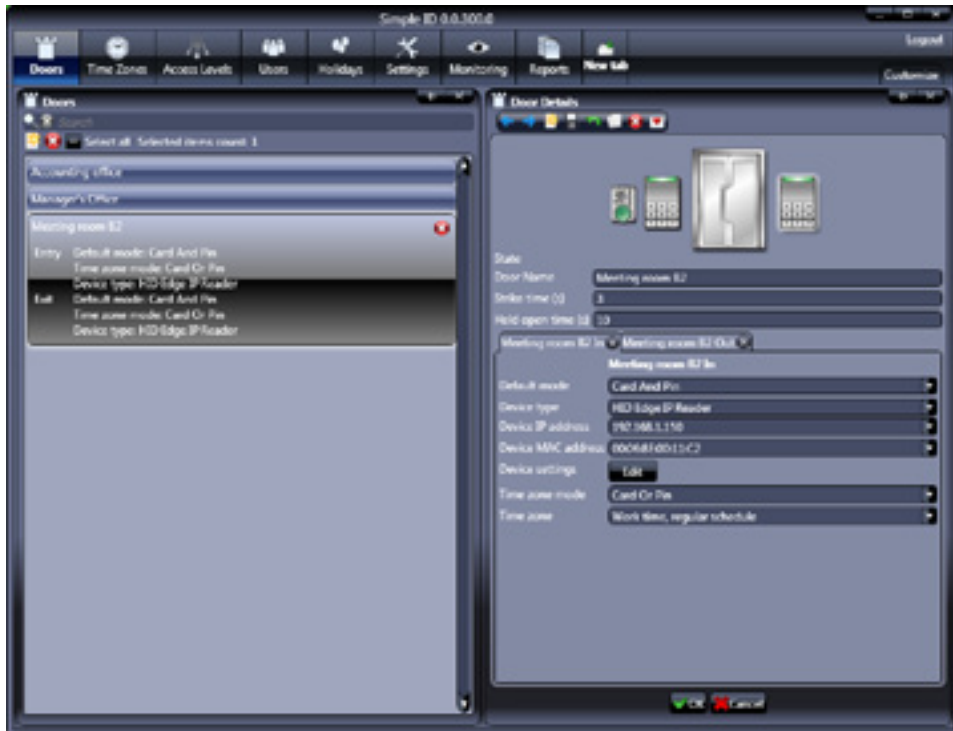 Simple ID 0.0.300.0
Doors Time Zones Access Levels Users Holidays Settings Monitoring Reports New tab
Logout
Customize
Doors
Search
Select all Selected items count: 1
Accounting office
Manager's Office
Meeting room B2
Entry Default mode: Card And Pin
Time zone mode: Card Or Pin
Device type: HID Edge IP Reader
Exit Default mode: Card And Pin
Time zone mode: Card Or Pin
Device type: HID Edge IP Reader
Door Details
State
Door Name Meeting room B2
Strike time (s) 3
Held open time (s) 10
Meeting room B2 In Meeting room B2 Out
Meeting room B2 In
Default mode Card And Pin
Device type HID Edge IP Reader
Device IP address 192.168.1.150
Device MAC address
Device settings Edit
Time zone mode Card Or Pin
Time zone Work time, regular schedule
OK Cancel